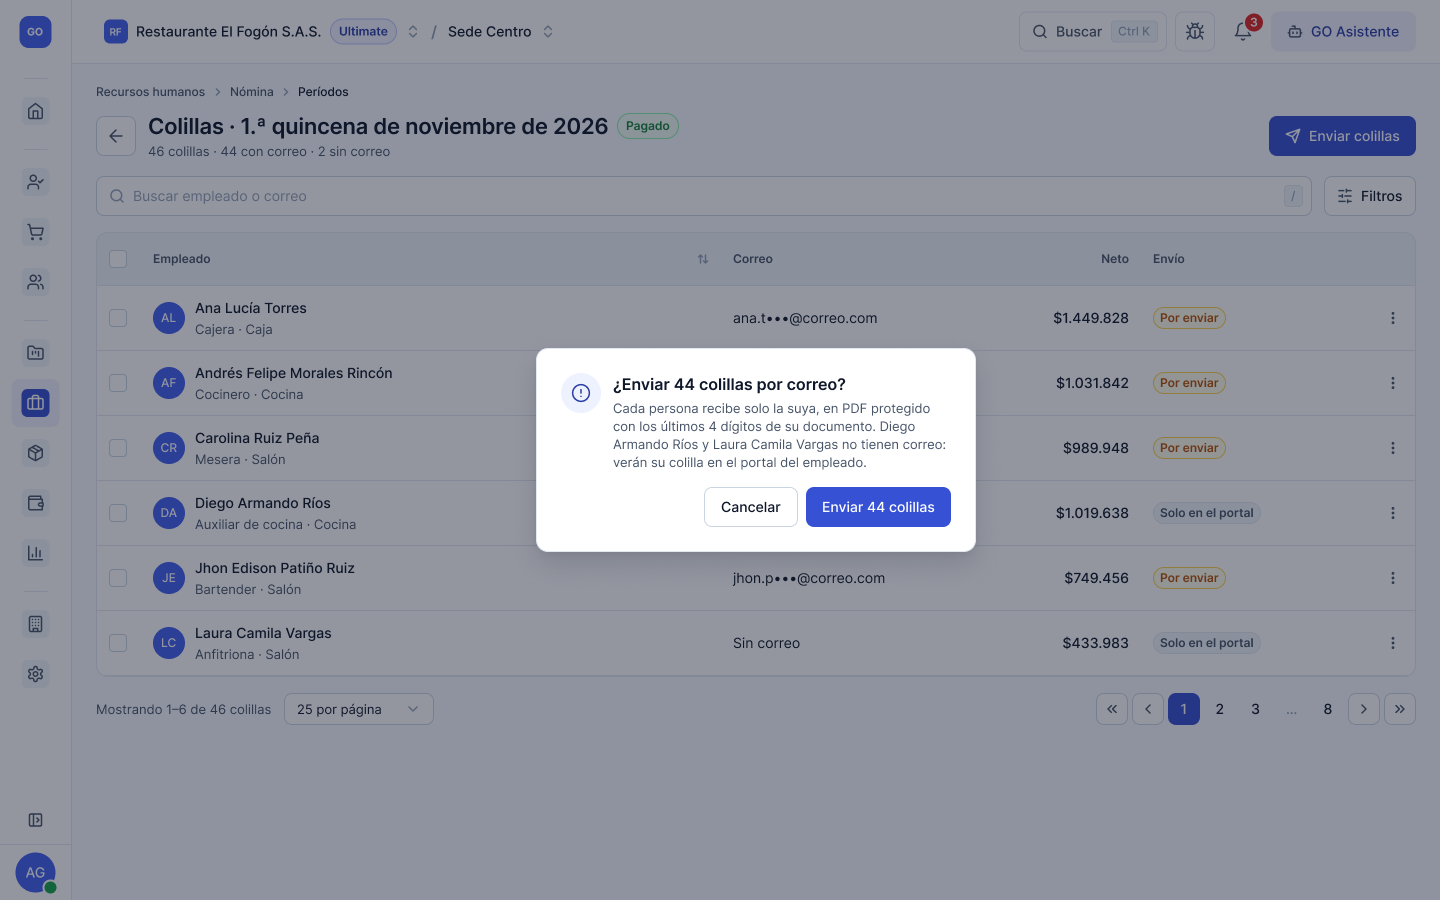 GO
RF Restaurante El Fogón S.A.S. Ultimate / Sede Centro
Buscar Ctrl K
3
GO Asistente
Recursos humanos > Nómina > Períodos
Colillas · 1.ª quincena de noviembre de 2026 Pagado
46 colillas · 44 con correo · 2 sin correo
Enviar colillas
Buscar empleado o correo /
Filtros
Empleado Correo Neto Envío
AL Ana Lucía Torres
Cajera · Caja
ana.t•••@correo.com $1.449.828 Por enviar
AF Andrés Felipe Morales Rincón
Cocinero · Cocina
$1.031.842 Por enviar
CR Carolina Ruiz Peña
Mesera · Salón
$989.948 Por enviar
DA Diego Armando Ríos
Auxiliar de cocina · Cocina
$1.019.638 Solo en el portal
JE Jhon Edison Patiño Ruiz
Bartender · Salón
jhon.p•••@correo.com $749.456 Por enviar
LC Laura Camila Vargas
Anfitriona · Salón
Sin correo $433.983 Solo en el portal
¿Enviar 44 colillas por correo?
Cada persona recibe solo la suya, en PDF protegido
con los últimos 4 dígitos de su documento. Diego
Armando Ríos y Laura Camila Vargas no tienen correo:
verán su colilla en el portal del empleado.
Cancelar Enviar 44 colillas
Mostrando 1–6 de 46 colillas 25 por página
« ‹ 1 2 3 ... 8 › »
AG